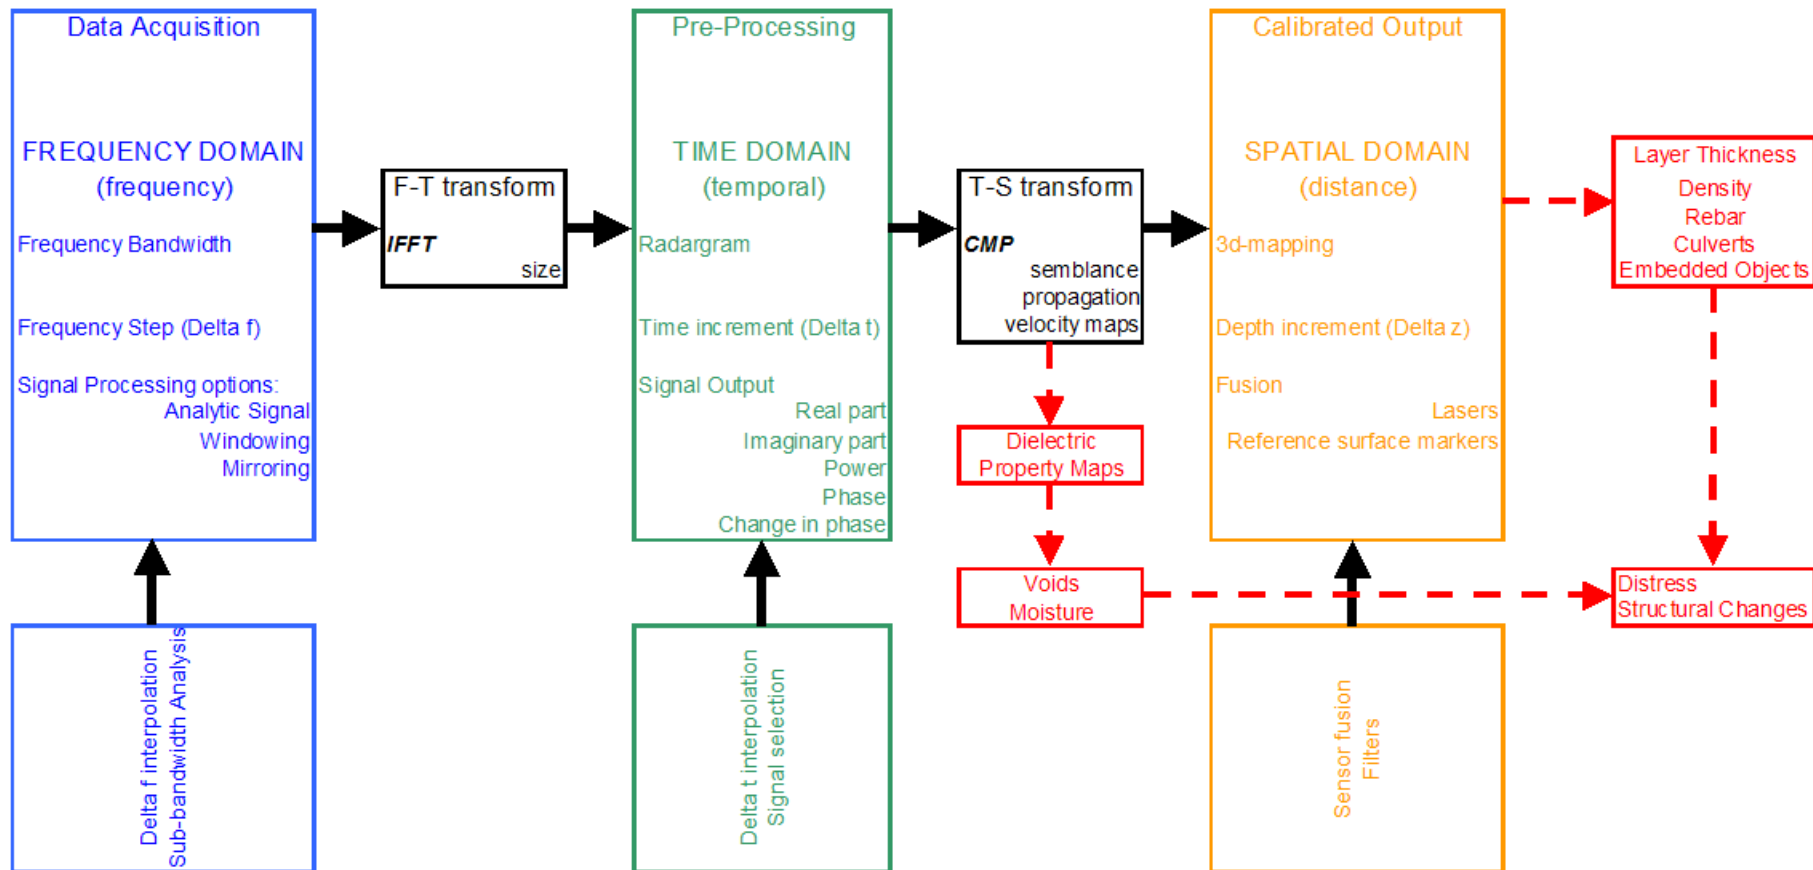 Data Acquisition
FREQUENCY DOMAIN
(frequency)
Frequency Bandwidth
Frequency Step (Delta f)
Signal Processing options:
Analytic Signal
Windowing
Mirroring
Delta f interpolation
Sub-bandwidth Analysis
F-T transform
IFFT
size
Pre-Processing
TIME DOMAIN
(temporal)
Radargram
Time increment (Delta t)
Signal Output
Real part
Imaginary part
Power
Phase
Change in phase
Delta t interpolation
Signal selection
T-S transform
CMP
semblance
propagation
velocity maps
Dielectric
Property Maps
Voids
Moisture
Calibrated Output
SPATIAL DOMAIN
(distance)
3d-mapping
Depth increment (Delta z)
Fusion
Lasers
Reference surface markers
Sensor fusion
Filters
Layer Thickness
Density
Rebar
Culverts
Embedded Objects
Distress
Structural Changes